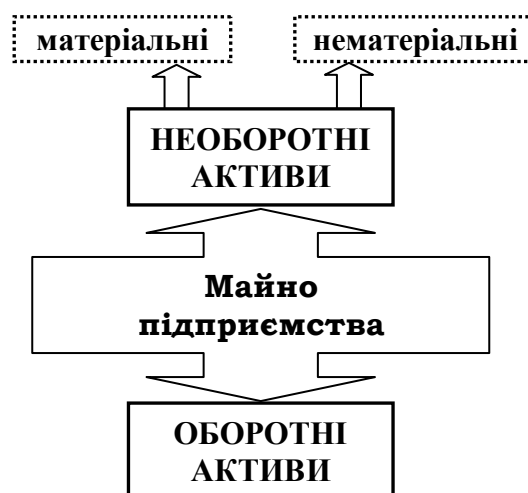 матеріальні
нематеріальні
НЕОБОРОТНІ
АКТИВИ
Майно
підприємства
ОБОРОТНІ
АКТИВИ